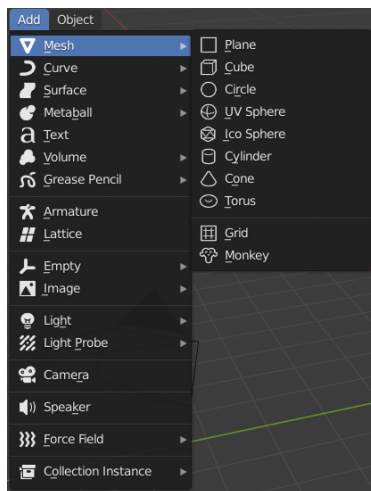 Add Object
Mesh
Curve
Surface
Metaball
Text
Volume
Grease Pencil
Armature
Lattice
Empty
Image
Light
Light Probe
Camera
Speaker
Force Field
Collection Instance
Plane
Cube
Circle
UV Sphere
Ico Sphere
Cylinder
Cone
Torus
Grid
Monkey